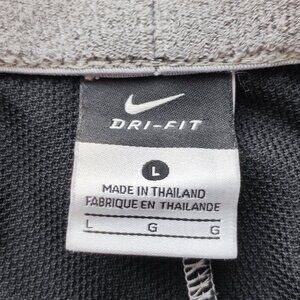 DRI-FIT
L
MADE IN THAILAND
FABRIQUE EN THAILANDE
L G G